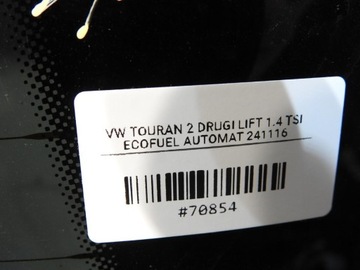 VW TOURAN 2 DRUGI LIFT 1.4 TSI
ECOFUEL AUTOMAT 241116
#70854